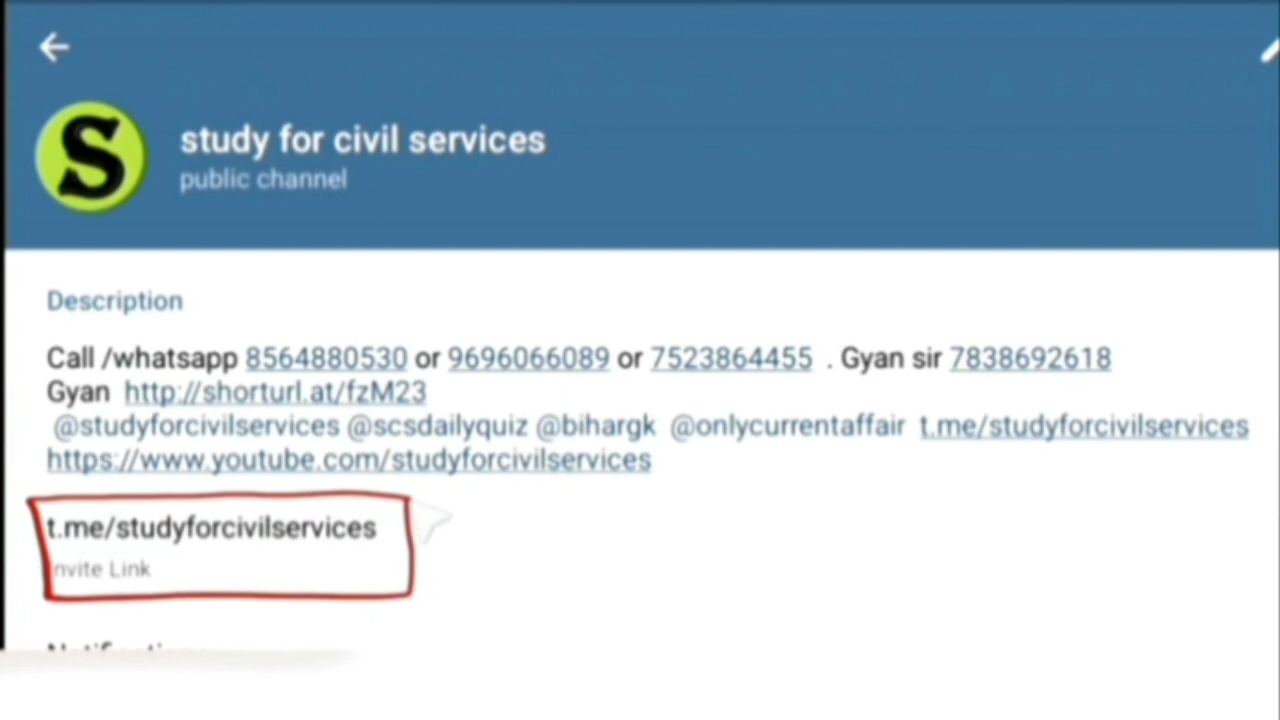 S
study for civil services
public channel
Description
Call /whatsapp 8564880530 or 9696066089 or 7523864455 . Gyan sir 7838692618
Gyan http://shorturl.at/fzM23
@studyforcivilservices @scsdailyquiz @bihargk @onlycurrentaffair t.me/studyforcivilservices
https://www.youtube.com/studyforcivilservices
t.me/studyforcivilservices
Invite Link